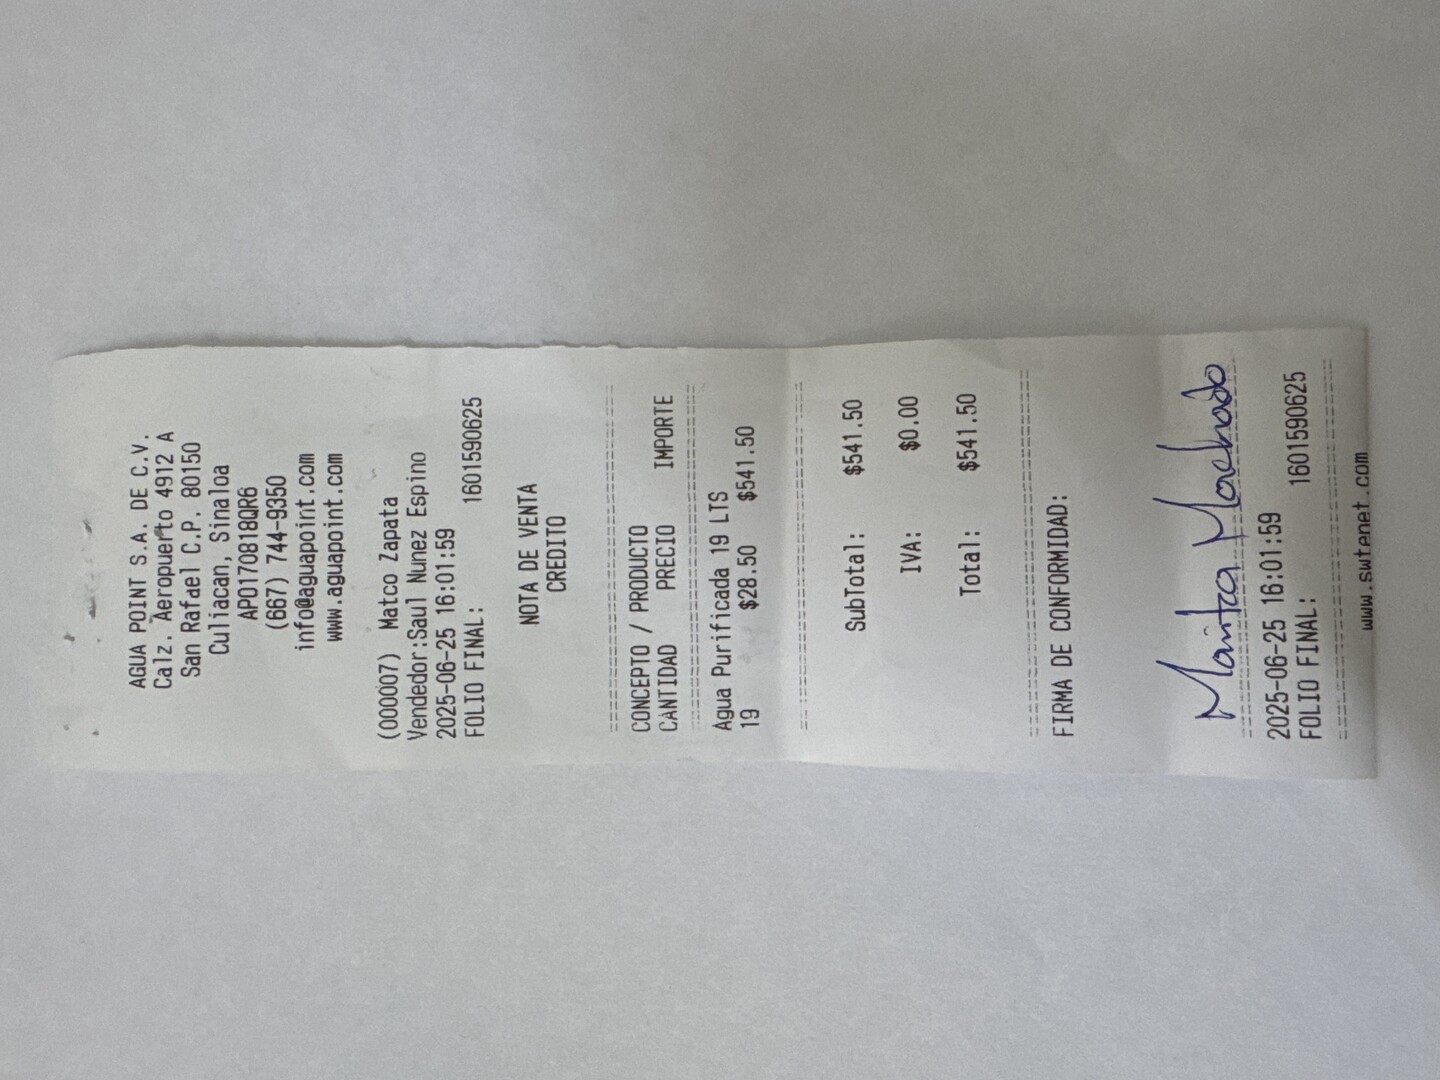 AGUA POINT S.A. DE C.V.
Calz. Aeropuerto 4912 A
San Rafael C.P. 80150
Culiacan, Sinaloa
APO170818QR6
(667) 744-9350
info@aguapoint.com
www.aguapoint.com
(000007) Matco Zapata
Vendedor:Saul Nunez Espino
2025-06-25 16:01:59
FOLIO FINAL: 1601590625
NOTA DE VENTA
CREDITO
CONCEPTO / PRODUCTO
CANTIDAD PRECIO IMPORTE
Agua Purificada 19 LTS
19 $28.50 $541.50
SubTotal: $541.50
IVA: $0.00
Total: $541.50
FIRMA DE CONFORMIDAD:
Maritza Machado
2025-06-25 16:01:59
FOLIO FINAL: 1601590625
www.swtenet.com